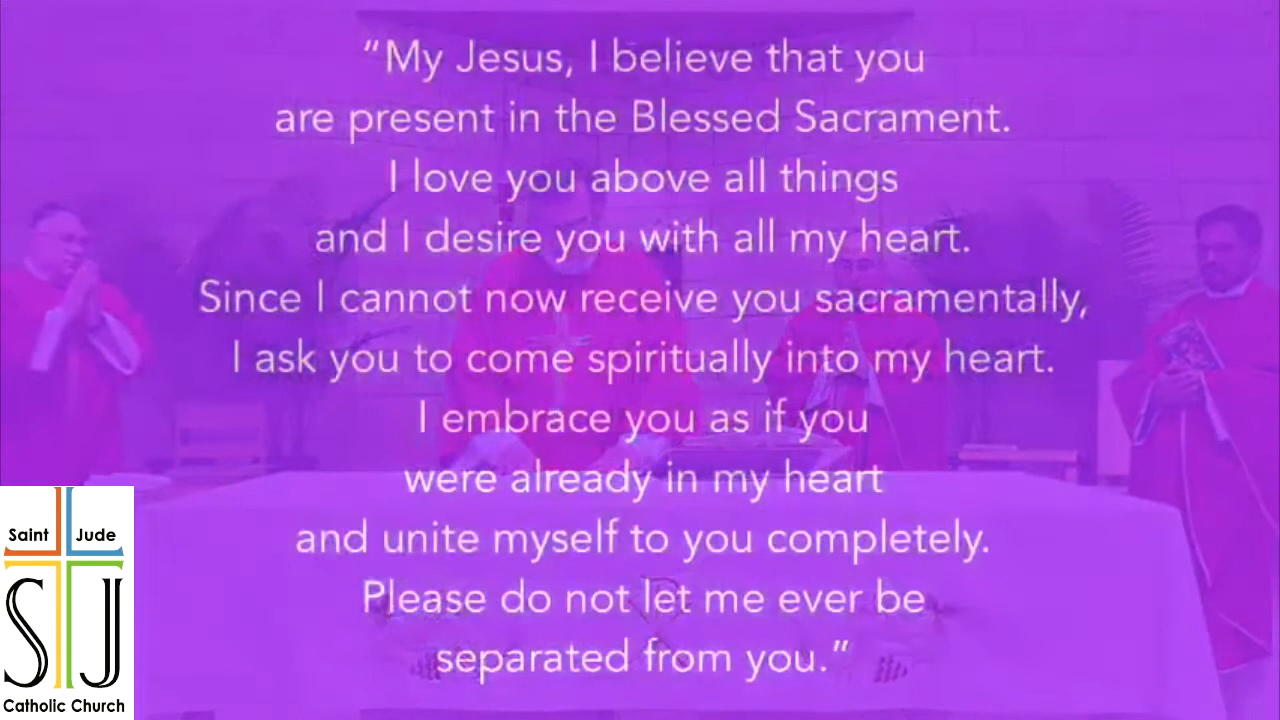 “My Jesus, I believe that you
are present in the Blessed Sacrament.
I love you above all things
and I desire you with all my heart.
Since I cannot now receive you sacramentally,
I ask you to come spiritually into my heart.
I embrace you as if you
were already in my heart
and unite myself to you completely.
Please do not let me ever be
separated from you.”
Saint Jude
SJ
Catholic Church